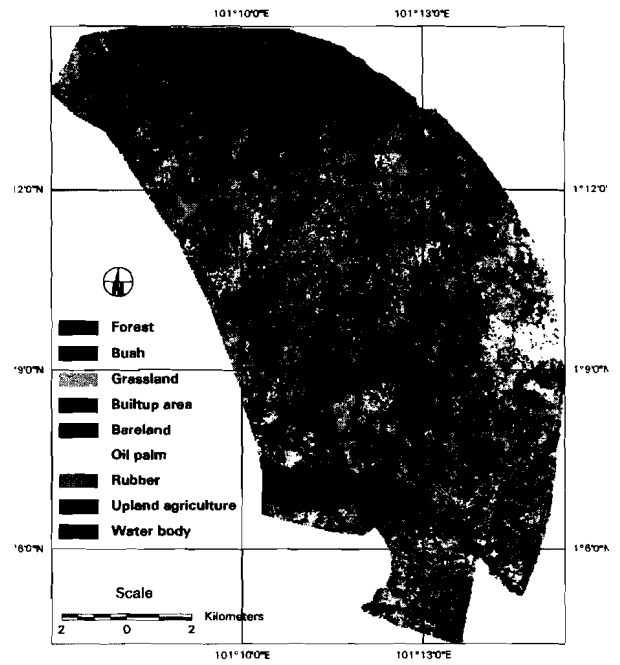 101°10'0"E 101°13'0"E
12'0"N 1°12'0'
Forest
Bush
Grassland
°9'0"N 1°9'0"N
Builtup area
Bareland
Oil palm
Rubber
Upland agriculture
Water body
°6'0"N 1°6'0"N
Scale
Kilometers
2 0 2
101°10'0"E 101°13'0"E